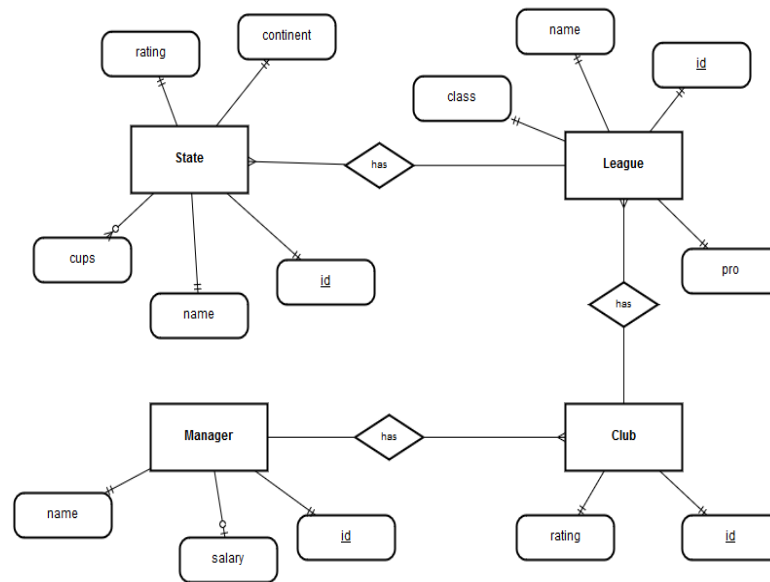 name
continent
rating
id
class
State
has
League
cups
id
pro
name
has
Manager
has
Club
name
rating
id
id
salary